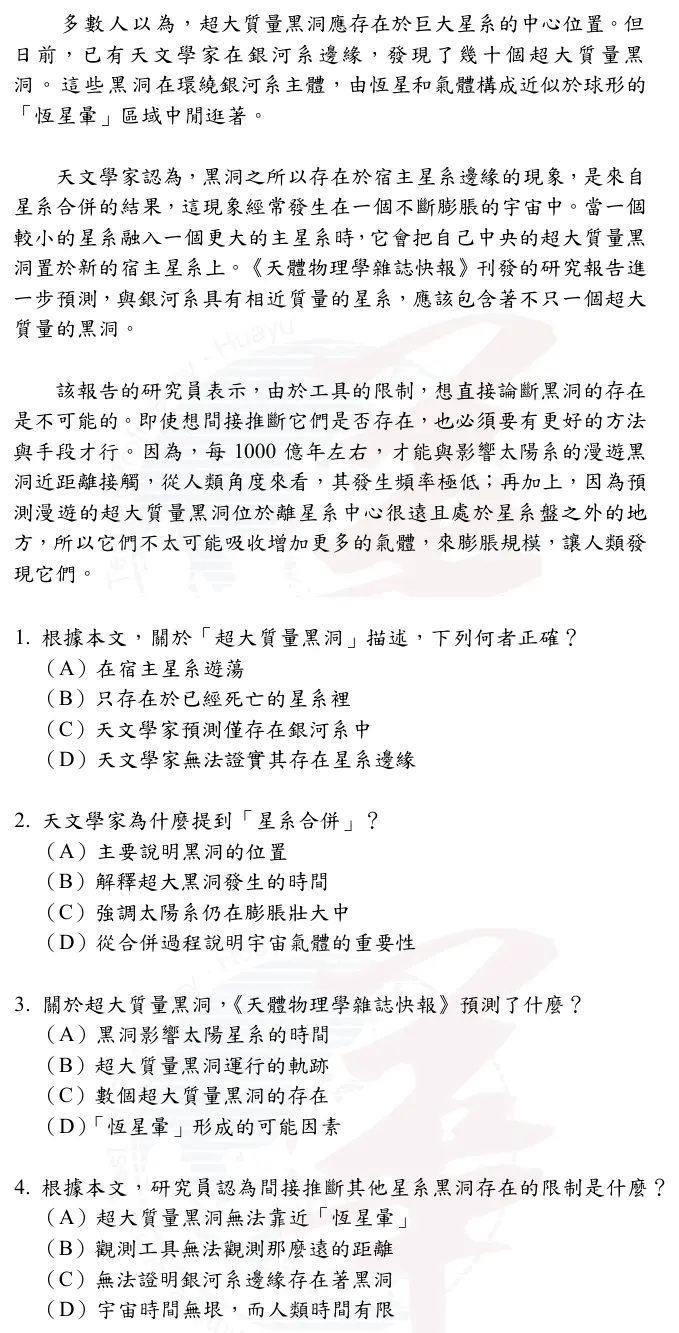 多數人以為，超大質量黑洞應存在於巨大星系的中心位置。但
日前，已有天文學家在銀河系邊緣，發現了幾十個超大質量黑
洞。這些黑洞在環繞銀河系主體，由恆星和氣體構成近似於球形的
「恆星暈」區域中閒逛著。
天文學家認為，黑洞之所以存在於宿主星系邊緣的現象，是來自
星系合併的結果，這現象經常發生在一個不斷膨脹的宇宙中。當一個
較小的星系融入一個更大的主星系時，它會把自己中央的超大質量黑
洞置於新的宿主星系上。《天體物理學雜誌快報》刊發的研究報告進
一步預測，與銀河系具有相近質量的星系，應該包含著不只一個超大
質量的黑洞。
該報告的研究員表示，由於工具的限制，想直接論斷黑洞的存在
是不可能的。即使想間接推斷它們是否存在，也必須要有更好的方法
與手段才行。因為，每 1000 億年左右，才能與影響太陽系的漫遊黑
洞近距離接觸，從人類角度來看，其發生頻率極低；再加上，因為預
測漫遊的超大質量黑洞位於離星系中心很遠且處於星系盤之外的地
方，所以它們不太可能吸收增加更多的氣體，來膨脹規模，讓人類發
現它們。
1. 根據本文，關於「超大質量黑洞」描述，下列何者正確？
（A）在宿主星系遊蕩
（B）只存在於已經死亡的星系裡
（C）天文學家預測僅存在銀河系中
（D）天文學家無法證實其存在星系邊緣
2. 天文學家為什麼提到「星系合併」？
（A）主要說明黑洞的位置
（B）解釋超大黑洞發生的時間
（C）強調太陽系仍在膨脹壯大中
（D）從合併過程說明宇宙氣體的重要性
3. 關於超大質量黑洞，《天體物理學雜誌快報》預測了什麼？
（A）黑洞影響太陽星系的時間
（B）超大質量黑洞運行的軌跡
（C）數個超大質量黑洞的存在
（D）「恆星暈」形成的可能因素
4. 根據本文，研究員認為間接推斷其他星系黑洞存在的限制是什麼？
（A）超大質量黑洞無法靠近「恆星暈」
（B）觀測工具無法觀測那麼遠的距離
（C）無法證明銀河系邊緣存在著黑洞
（D）宇宙時間無垠，而人類時間有限